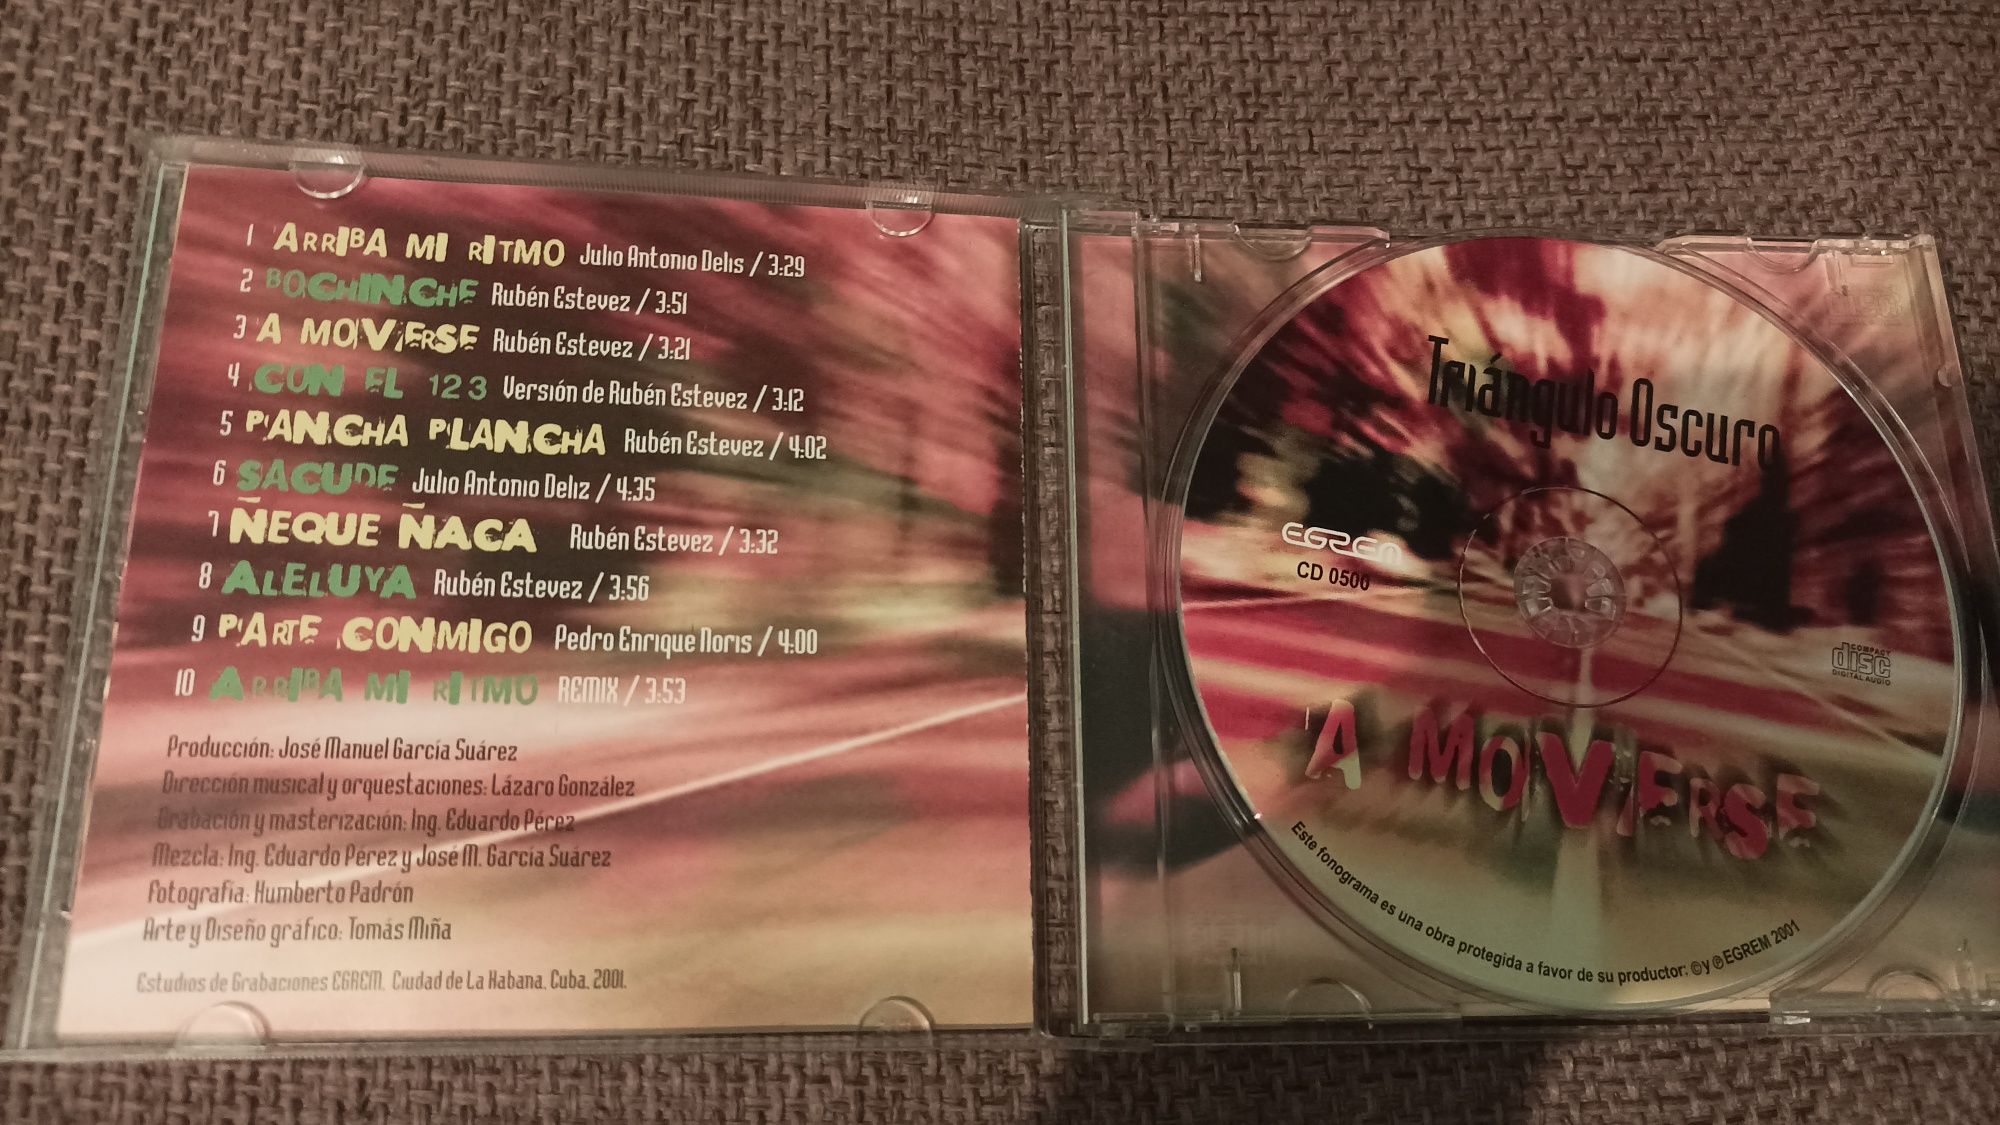 1 ARRIBA MI RITMO Julio Antonio Delis / 3:29
2 BOCHINCHE Rubén Estevez / 3:51
3 A MOVERSE Rubén Estevez / 3:21
4 CON EL 1 2 3 Versión de Rubén Estevez / 3:12
5 PANCHA PLANCHA Rubén Estevez / 4:02
6 SACUDE Julio Antonio Deliz / 4:35
7 ÑEQUE ÑACA Rubén Estevez / 3:32
8 ALELUYA Rubén Estevez / 3:56
9 PARTE CONMIGO Pedro Enrique Noris / 4:00
10 ARRIBA MI RITMO REMIX / 3:53
Producción: José Manuel García Suárez
Dirección musical y orquestaciones: Lázaro González
Grabación y masterización: Ing. Eduardo Pérez
Mezcla: Ing. Eduardo Pérez y José M. García Suárez
Fotografía: Humberto Padrón
Arte y Diseño gráfico: Tomás Miña
Estudios de Grabaciones EGREM. Ciudad de La Habana. Cuba. 2001.
Triángulo Oscuro
EGREM
CD 0500
COMPACT
disc
DIGITAL AUDIO
A MOVERSE
Este fonograma es una obra protegida a favor de su productor: © y ℗ EGREM 2001